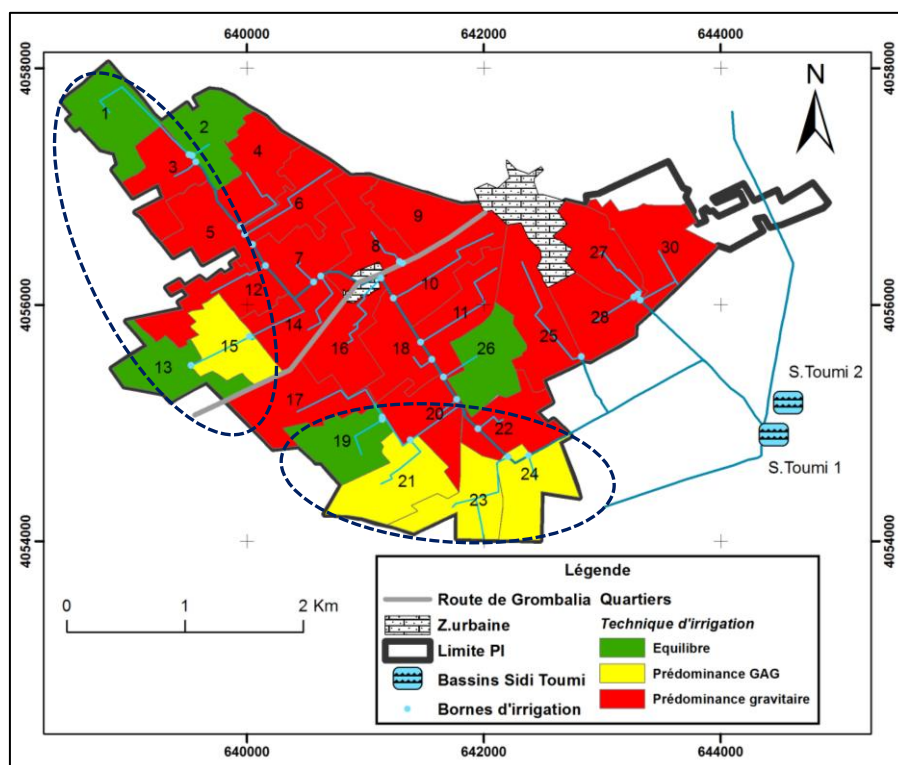 640000 642000 644000
4058000 4058000
N
1
2
3
4
5
6
9
7
8
27
30
12
10
14
11
28
15
16
18
25
26
13
S.Toumi 2
17
20
22
19
S.Toumi 1
21
24
23
4056000 4056000
4054000 4054000
0 1 2 Km
Légende
Route de Grombalia
Z.urbaine
Limite PI
Bassins Sidi Toumi
Bornes d'irrigation
Quartiers
Technique d'irrigation
Equilibre
Prédominance GAG
Prédominance gravitaire
640000 642000 644000